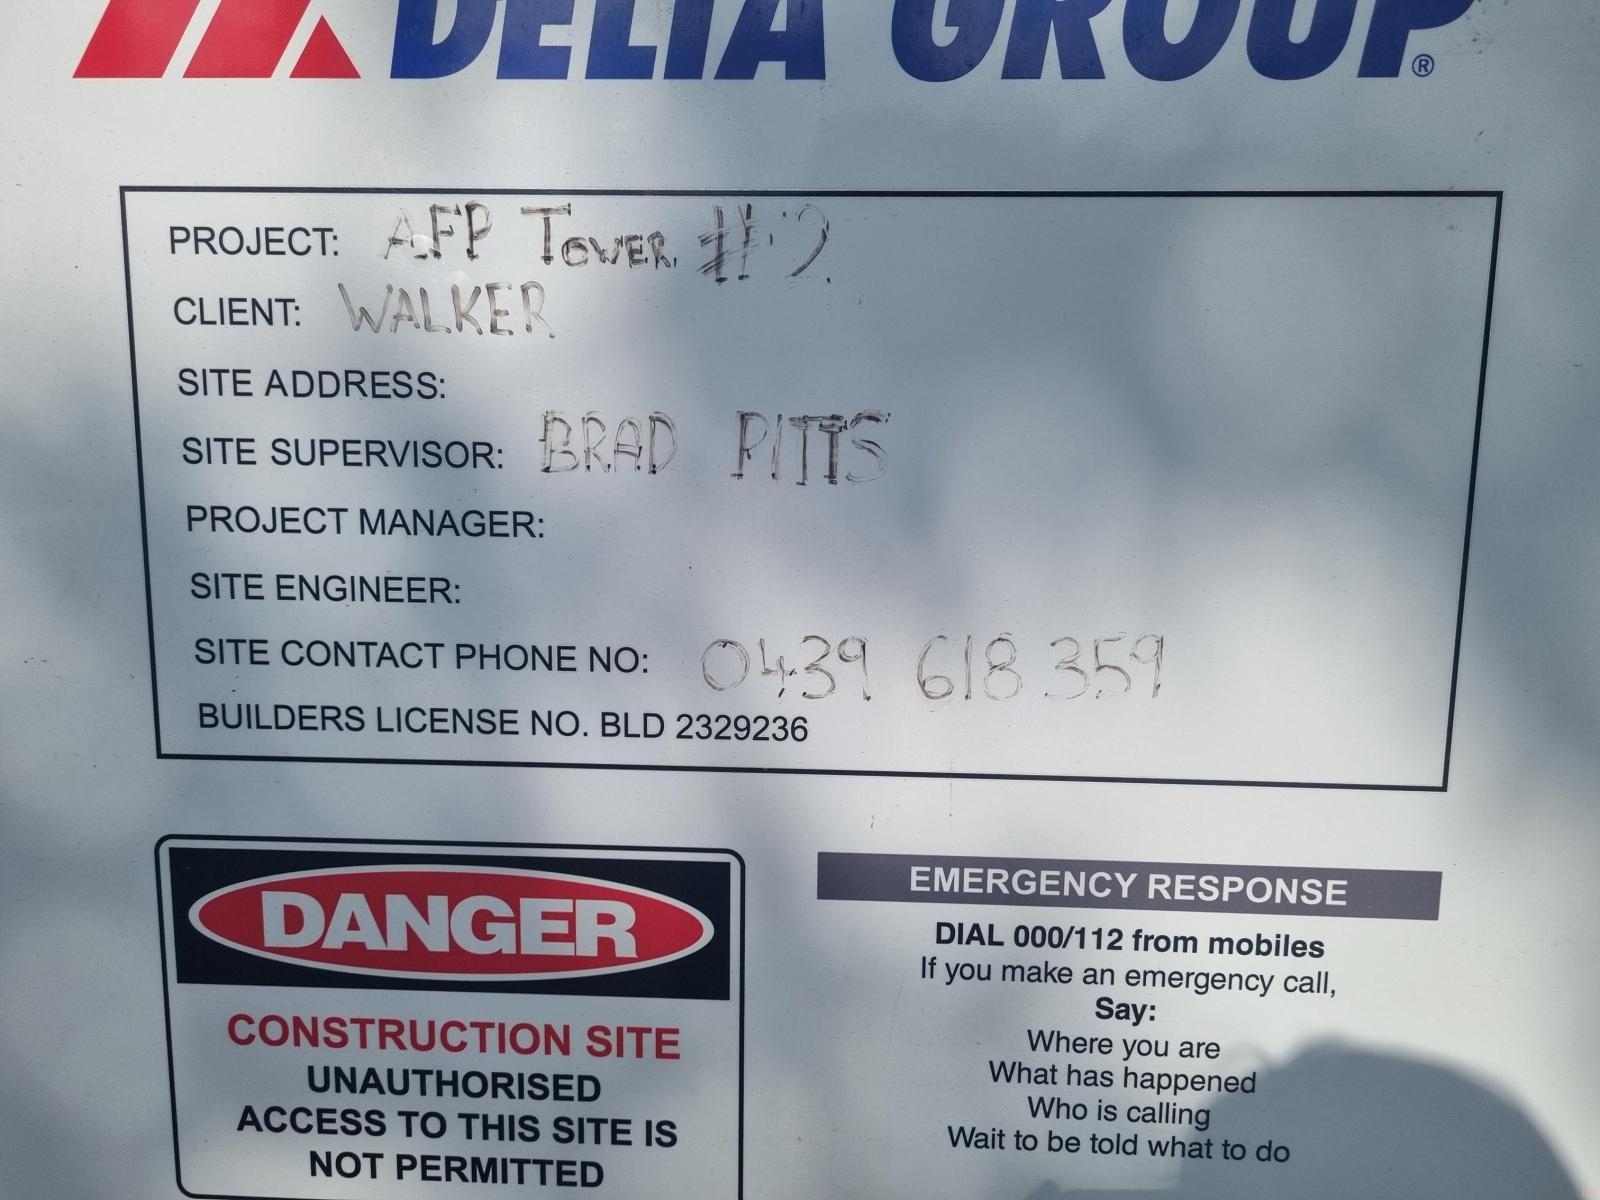 DELTA GROUP®
PROJECT: AFP TOWER #2
CLIENT: WALKER
SITE ADDRESS:
SITE SUPERVISOR: BRAD PITTS
PROJECT MANAGER:
SITE ENGINEER:
SITE CONTACT PHONE NO: 0439 618 359
BUILDERS LICENSE NO. BLD 2329236
DANGER
CONSTRUCTION SITE
UNAUTHORISED
ACCESS TO THIS SITE IS
NOT PERMITTED
EMERGENCY RESPONSE
DIAL 000/112 from mobiles
If you make an emergency call,
Say:
Where you are
What has happened
Who is calling
Wait to be told what to do